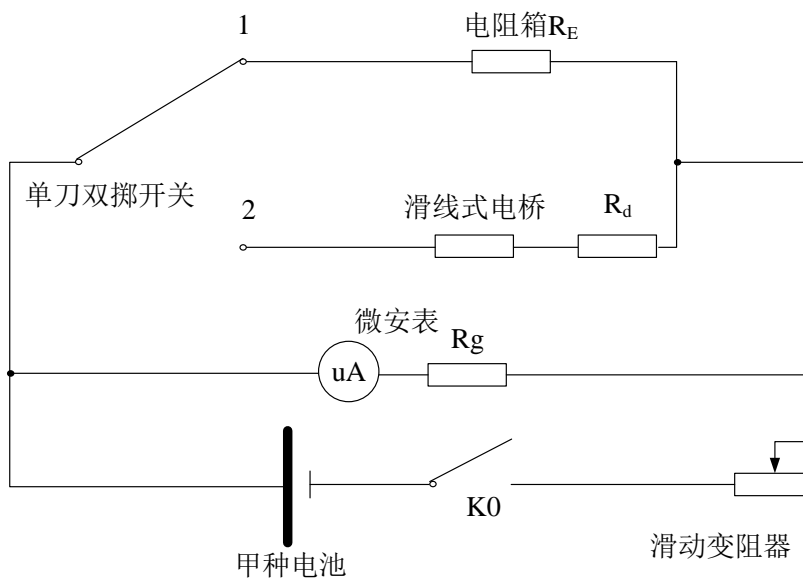 1
电阻箱R_E
单刀双掷开关
2
滑线式电桥
R_d
微安表
Rg
uA
K0
甲种电池
滑动变阻器